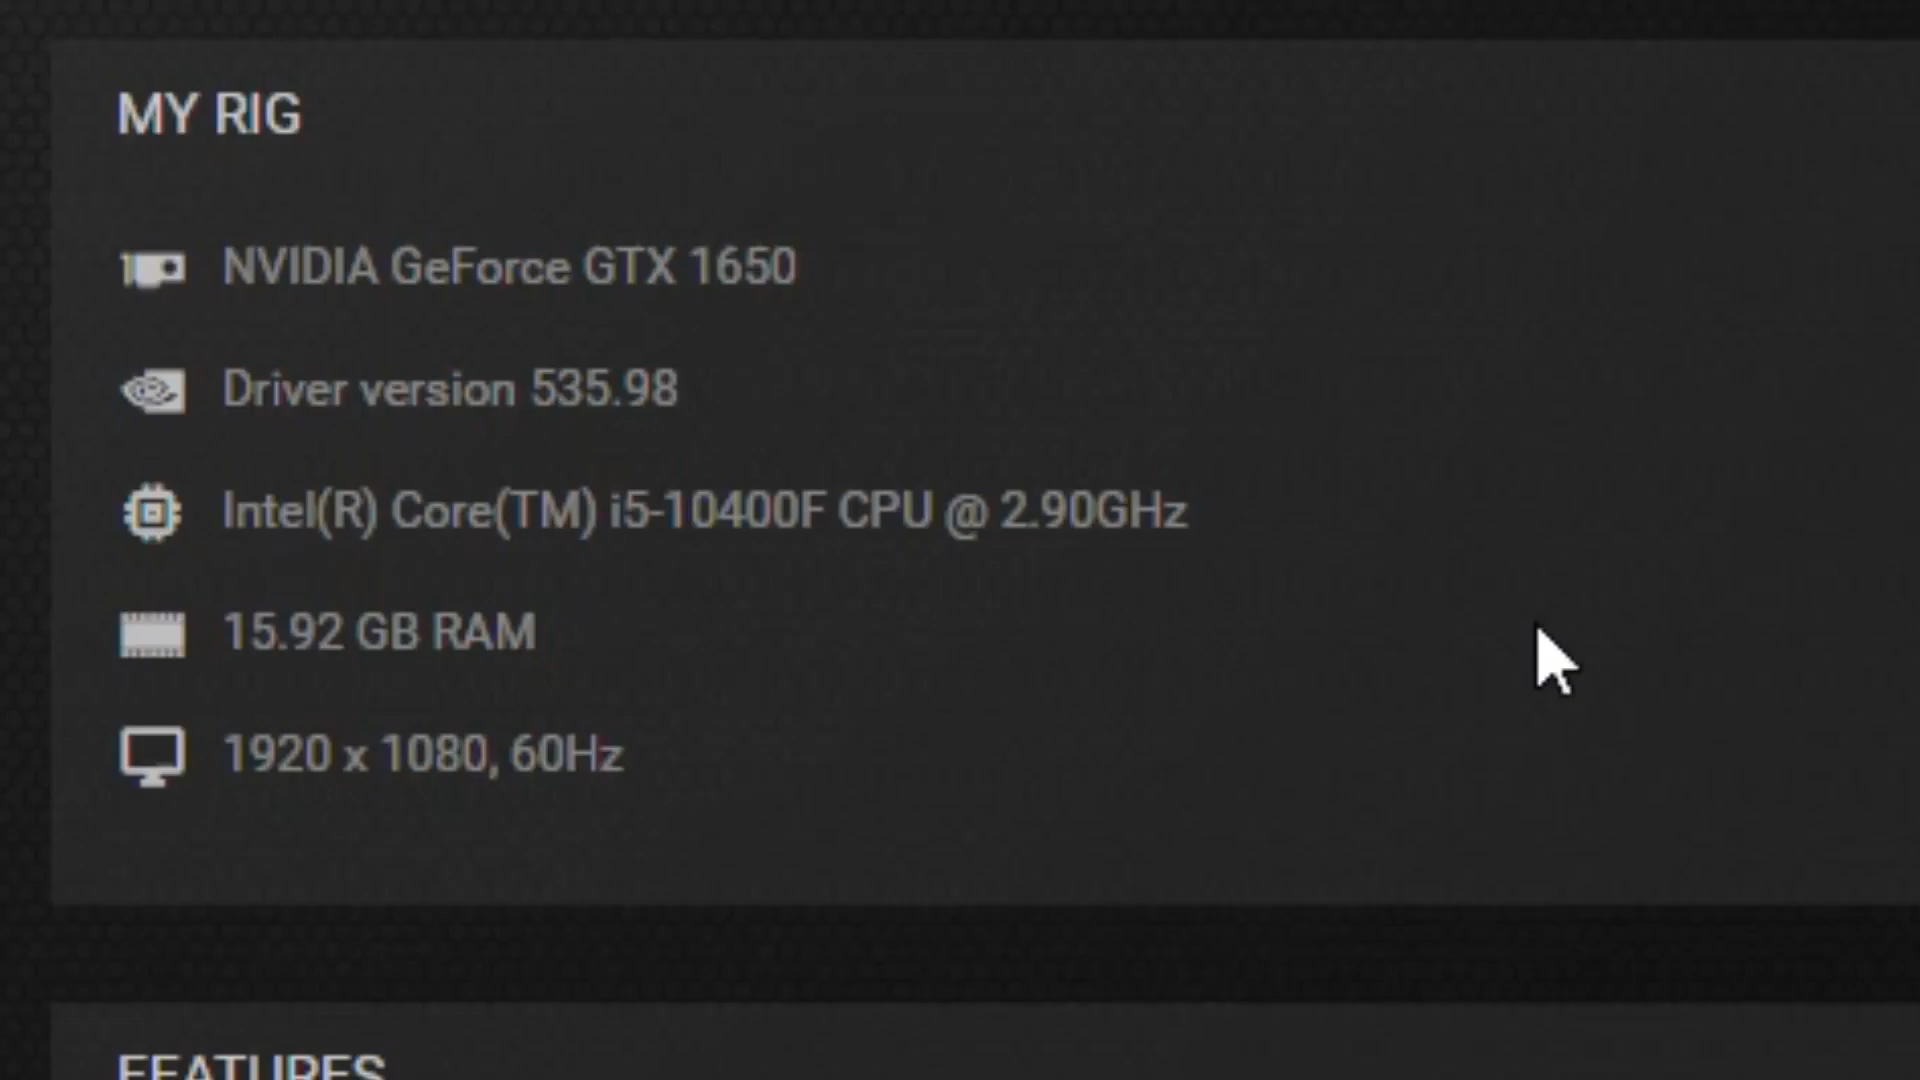 MY RIG
NVIDIA GeForce GTX 1650
Driver version 535.98
Intel(R) Core(TM) i5-10400F CPU @ 2.90GHz
15.92 GB RAM
1920 x 1080, 60Hz
FEATURES